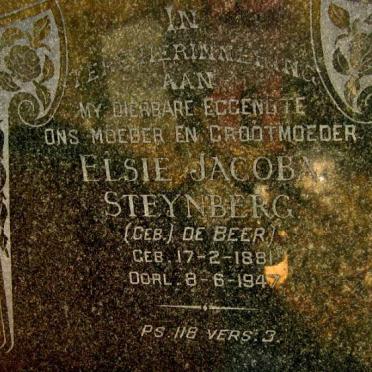 IN
TEER HERINNERING
AAN
MY DIERBARE EGGENOTE
ONS MOEDER EN GROOTMOEDER
ELSIE JACOBA
STEYNBERG
(GEB.) DE BEER.)
GEB. 17-2-1881
OORL. 8-6-1947
PS. 118 VERS. 3.